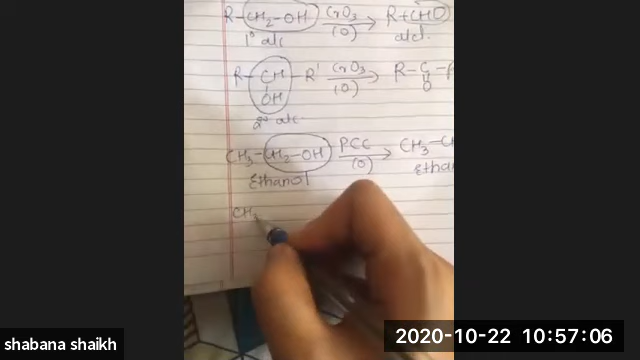 R-CH2-OH CrO3 (O) → R-CHO
1° alc ald.
R-CH-R' CrO3 (O) → R-C-R
OH O
2° alc
CH3-CH2-OH PCC (O) → CH3-CH
Ethanol Ethan
CH3
shabana shaikh
2020-10-22 10:57:06